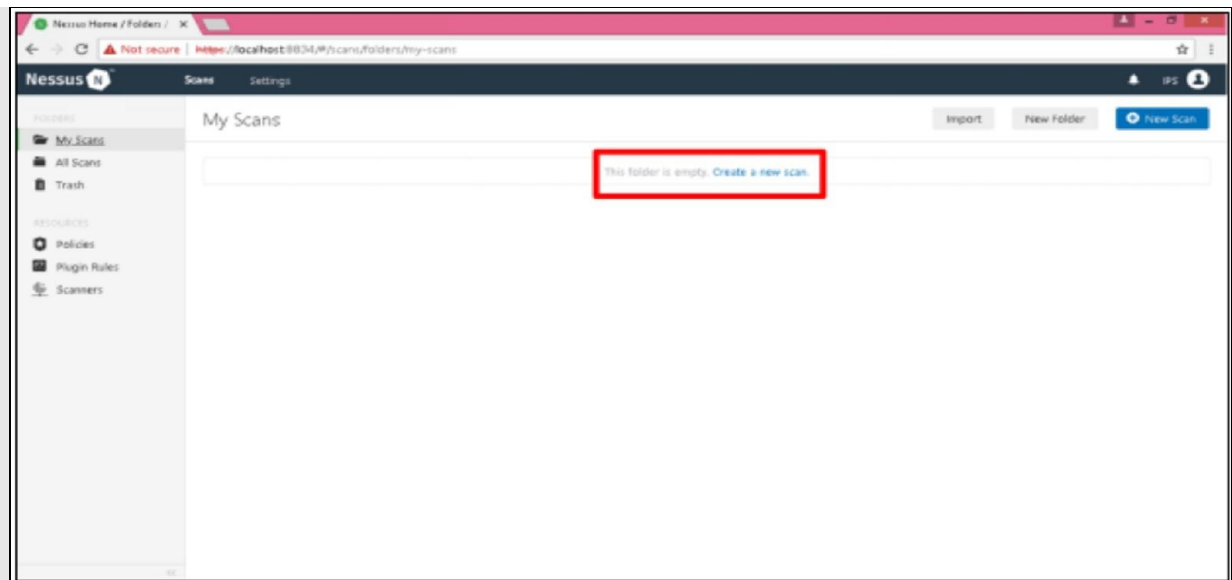 Nessus Home / Folders /
Not secure | https://localhost:8834/#/scans/folders/my-scans
Nessus N
Scans
Settings
IPS
FOLDERS
My Scans
All Scans
Trash
RESOURCES
Policies
Plugin Rules
Scanners
My Scans
Import
New Folder
New Scan
This folder is empty. Create a new scan.